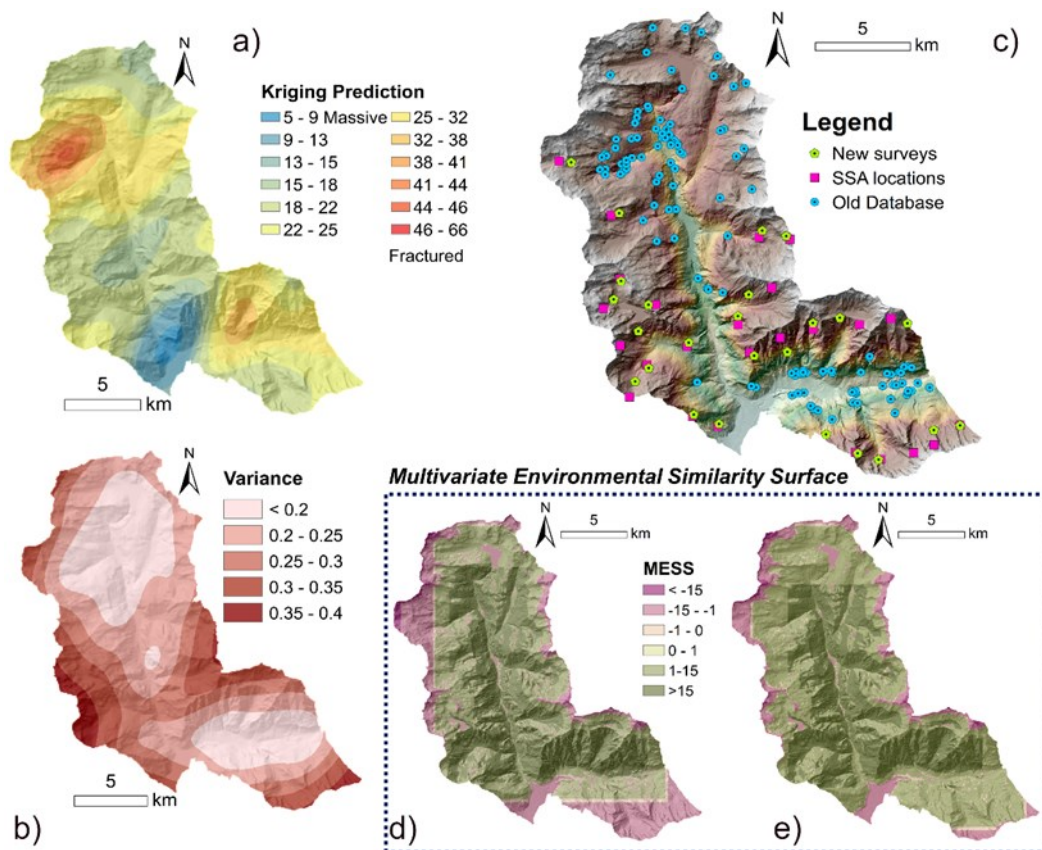 a)
N
Kriging Prediction
5 - 9 Massive
9 - 13
13 - 15
15 - 18
18 - 22
22 - 25
25 - 32
32 - 38
38 - 41
41 - 44
44 - 46
46 - 66
Fractured
5
km
c)
N
5
km
Legend
New surveys
SSA locations
Old Database
b)
N
Variance
< 0.2
0.2 - 0.25
0.25 - 0.3
0.3 - 0.35
0.35 - 0.4
5
km
Multivariate Environmental Similarity Surface
d)
N
5
km
MESS
< -15
-15 - -1
-1 - 0
0 - 1
1-15
>15
e)
N
5
km